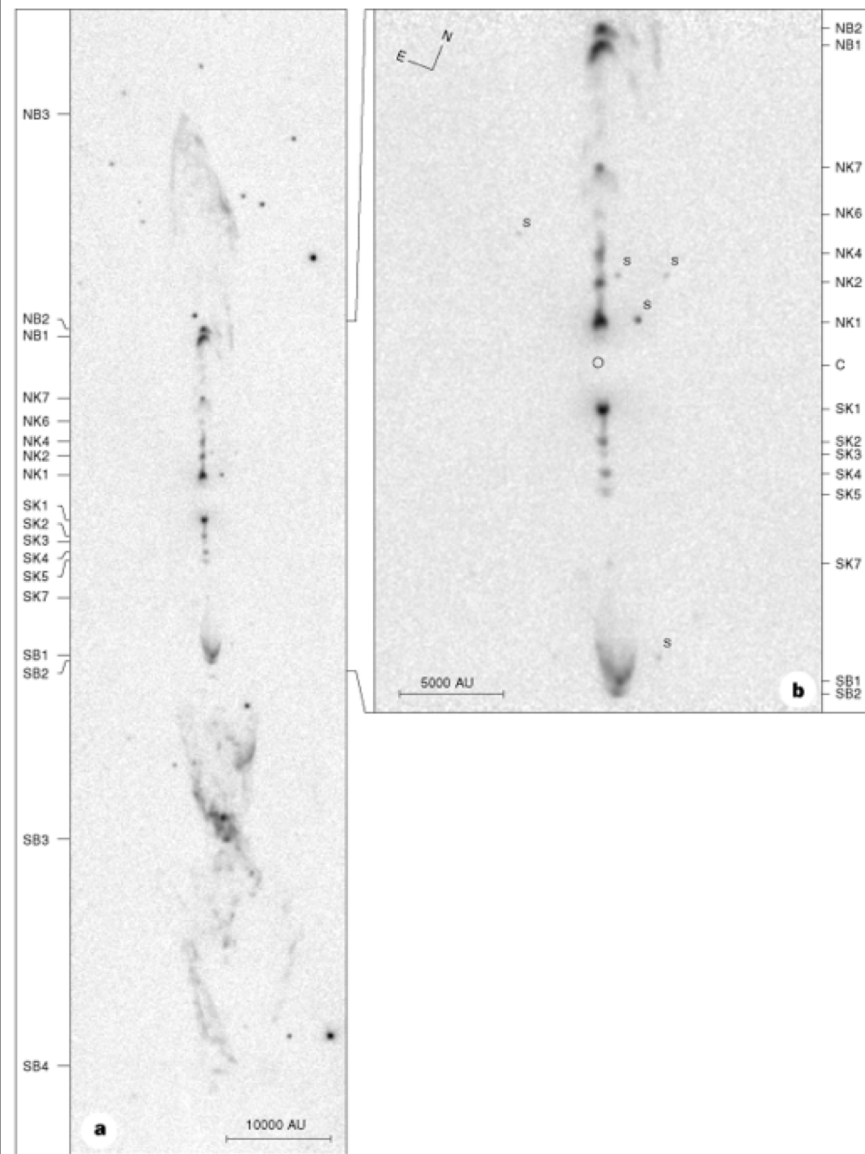 NB3
NB2
NB1
NK7
NK6
NK4
NK2
NK1
SK1
SK2
SK3
SK4
SK5
SK7
SB1
SB2
SB3
SB4
a
10000 AU
E
N
s
s
s
s
s
5000 AU
b
NB2
NB1
NK7
NK6
NK4
NK2
NK1
C
SK1
SK2
SK3
SK4
SK5
SK7
SB1
SB2